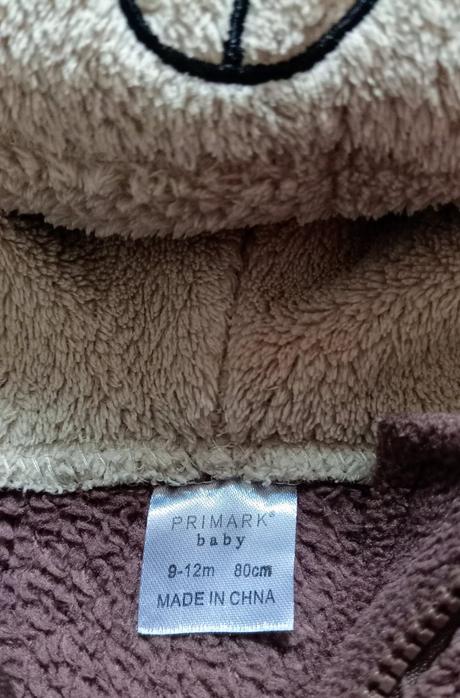 PRIMARK®
baby
9-12m 80cm
MADE IN CHNA